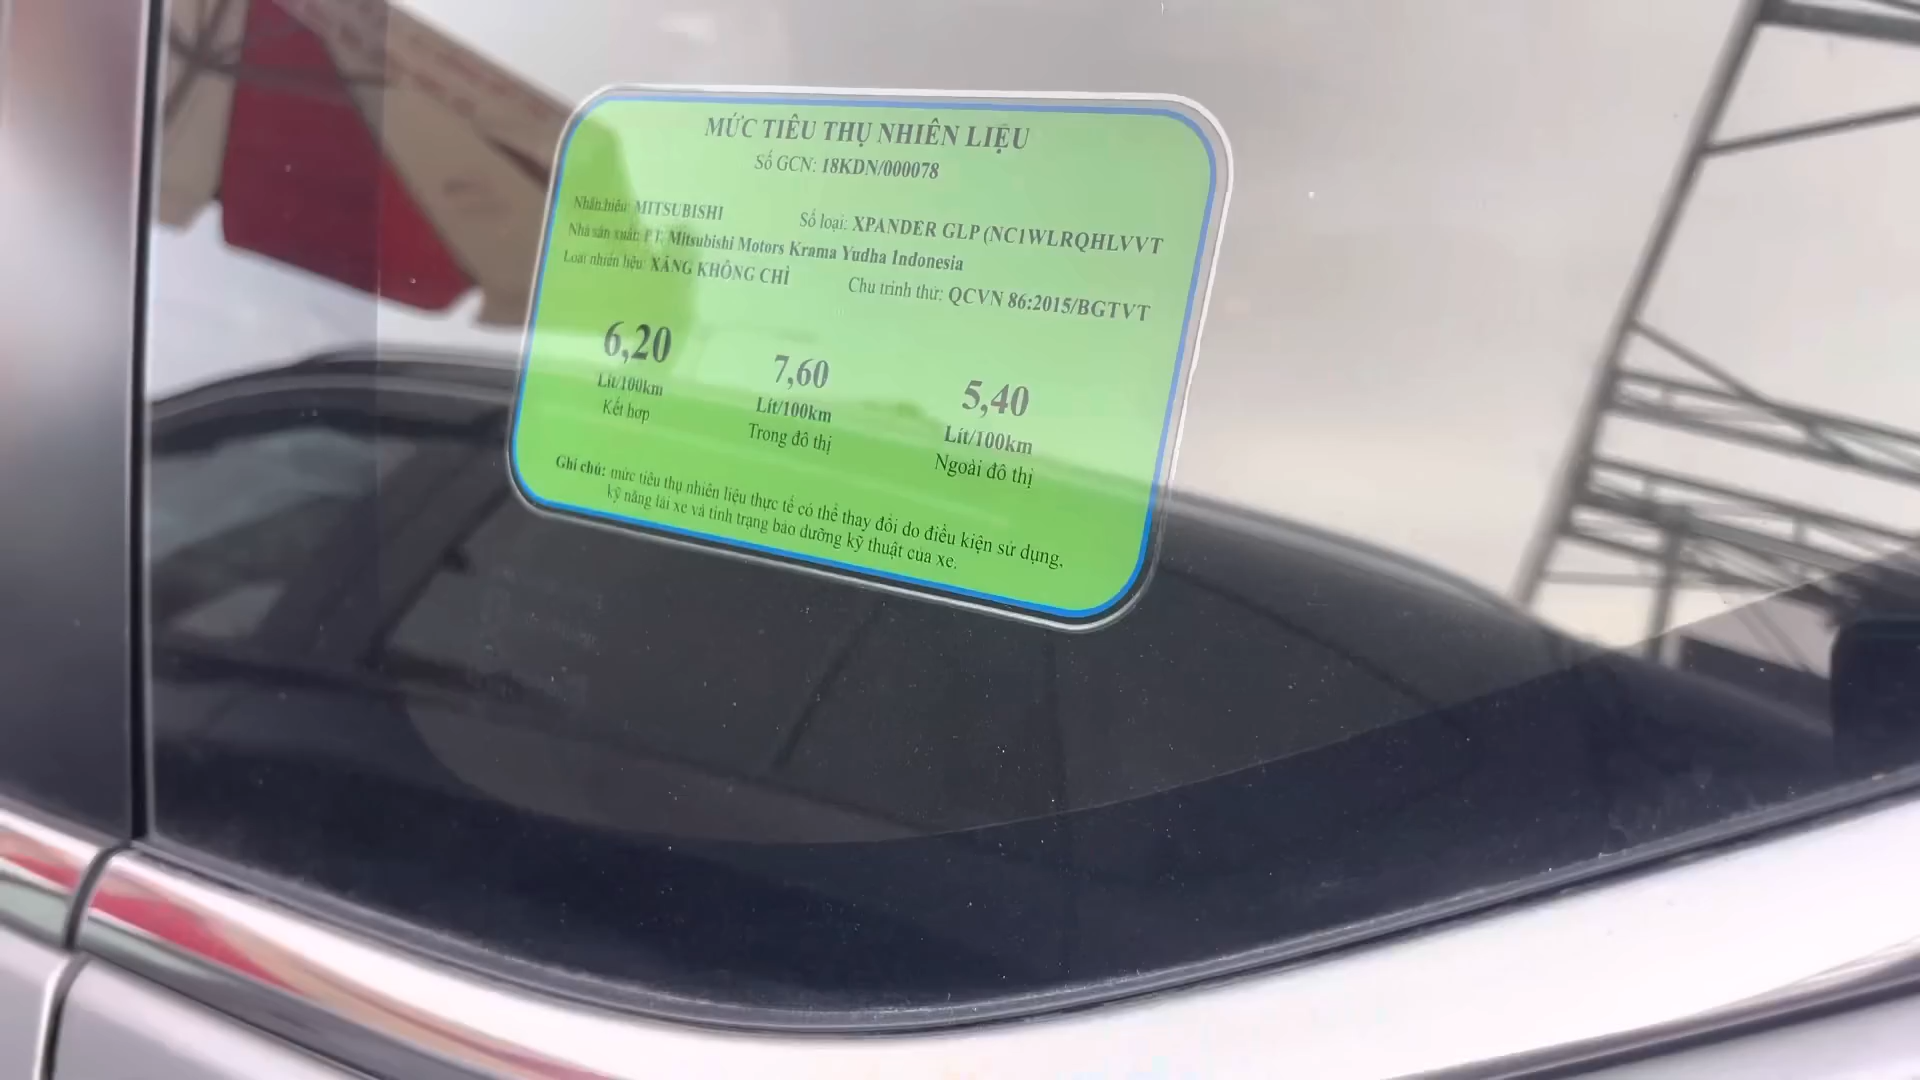 MỨC TIÊU THỤ NHIÊN LIỆU
Số GCN: 18KDN/000078
Nhãn hiệu: MITSUBISHI
Số loại: XPANDER GLP (NC1WLRQHLVVT
Nhà sản xuất: PT. Mitsubishi Motors Krama Yudha Indonesia
Loại nhiên liệu: XĂNG KHÔNG CHÌ
Chu trình thử: QCVN 86:2015/BGTVT
6,20
Lít/100km
Kết hợp
7,60
Lít/100km
Trong đô thị
5,40
Lít/100km
Ngoài đô thị
Ghi chú: mức tiêu thụ nhiên liệu thực tế có thể thay đổi do điều kiện sử dụng,
kỹ năng lái xe và tình trạng bảo dưỡng kỹ thuật của xe.